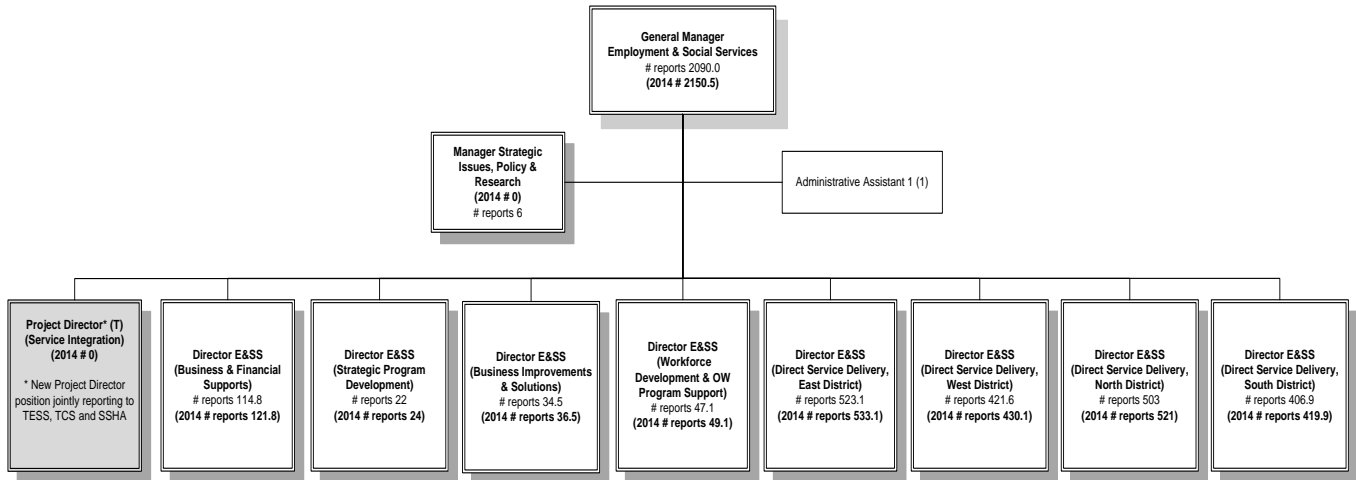 General Manager
Employment & Social Services
# reports 2090.0
(2014 # 2150.5)
Manager Strategic
Issues, Policy &
Research
(2014 # 0)
# reports 6
Administrative Assistant 1 (1)
Project Director* (T)
(Service Integration)
(2014 # 0)
* New Project Director
position jointly reporting to
TESS, TCS and SSHA
Director E&SS
(Business & Financial
Supports)
# reports 114.8
(2014 # reports 121.8)
Director E&SS
(Strategic Program
Development)
# reports 22
(2014 # reports 24)
Director E&SS
(Business Improvements
& Solutions)
# reports 34.5
(2014 # reports 36.5)
Director E&SS
(Workforce
Development & OW
Program Support)
# reports 47.1
(2014 # reports 49.1)
Director E&SS
(Direct Service Delivery,
East District)
# reports 523.1
(2014 # reports 533.1)
Director E&SS
(Direct Service Delivery,
West District)
# reports 421.6
(2014 # reports 430.1)
Director E&SS
(Direct Service Delivery,
North District)
# reports 503
(2014 # reports 521)
Director E&SS
(Direct Service Delivery,
South District)
# reports 406.9
(2014 # reports 419.9)